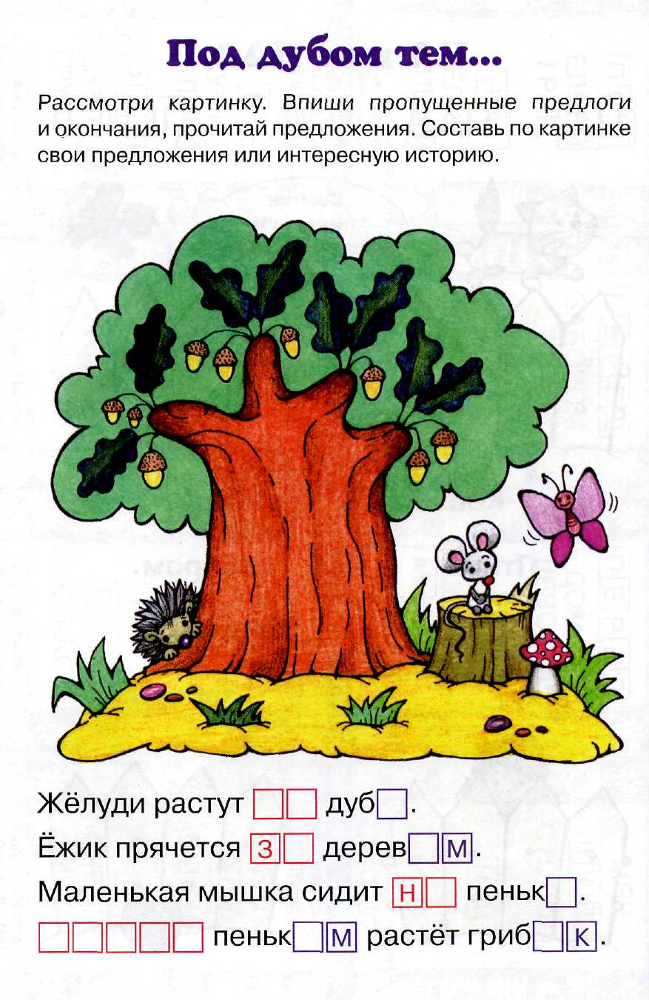 Под дубом тем...
Рассмотри картинку. Впиши пропущенные предлоги
и окончания, прочитай предложения. Составь по картинке
свои предложения или интересную историю.
Жёлуди растут дуб .
Ёжик прячется з дерев м.
Маленькая мышка сидит н пеньк .
пеньк м растёт гриб к.